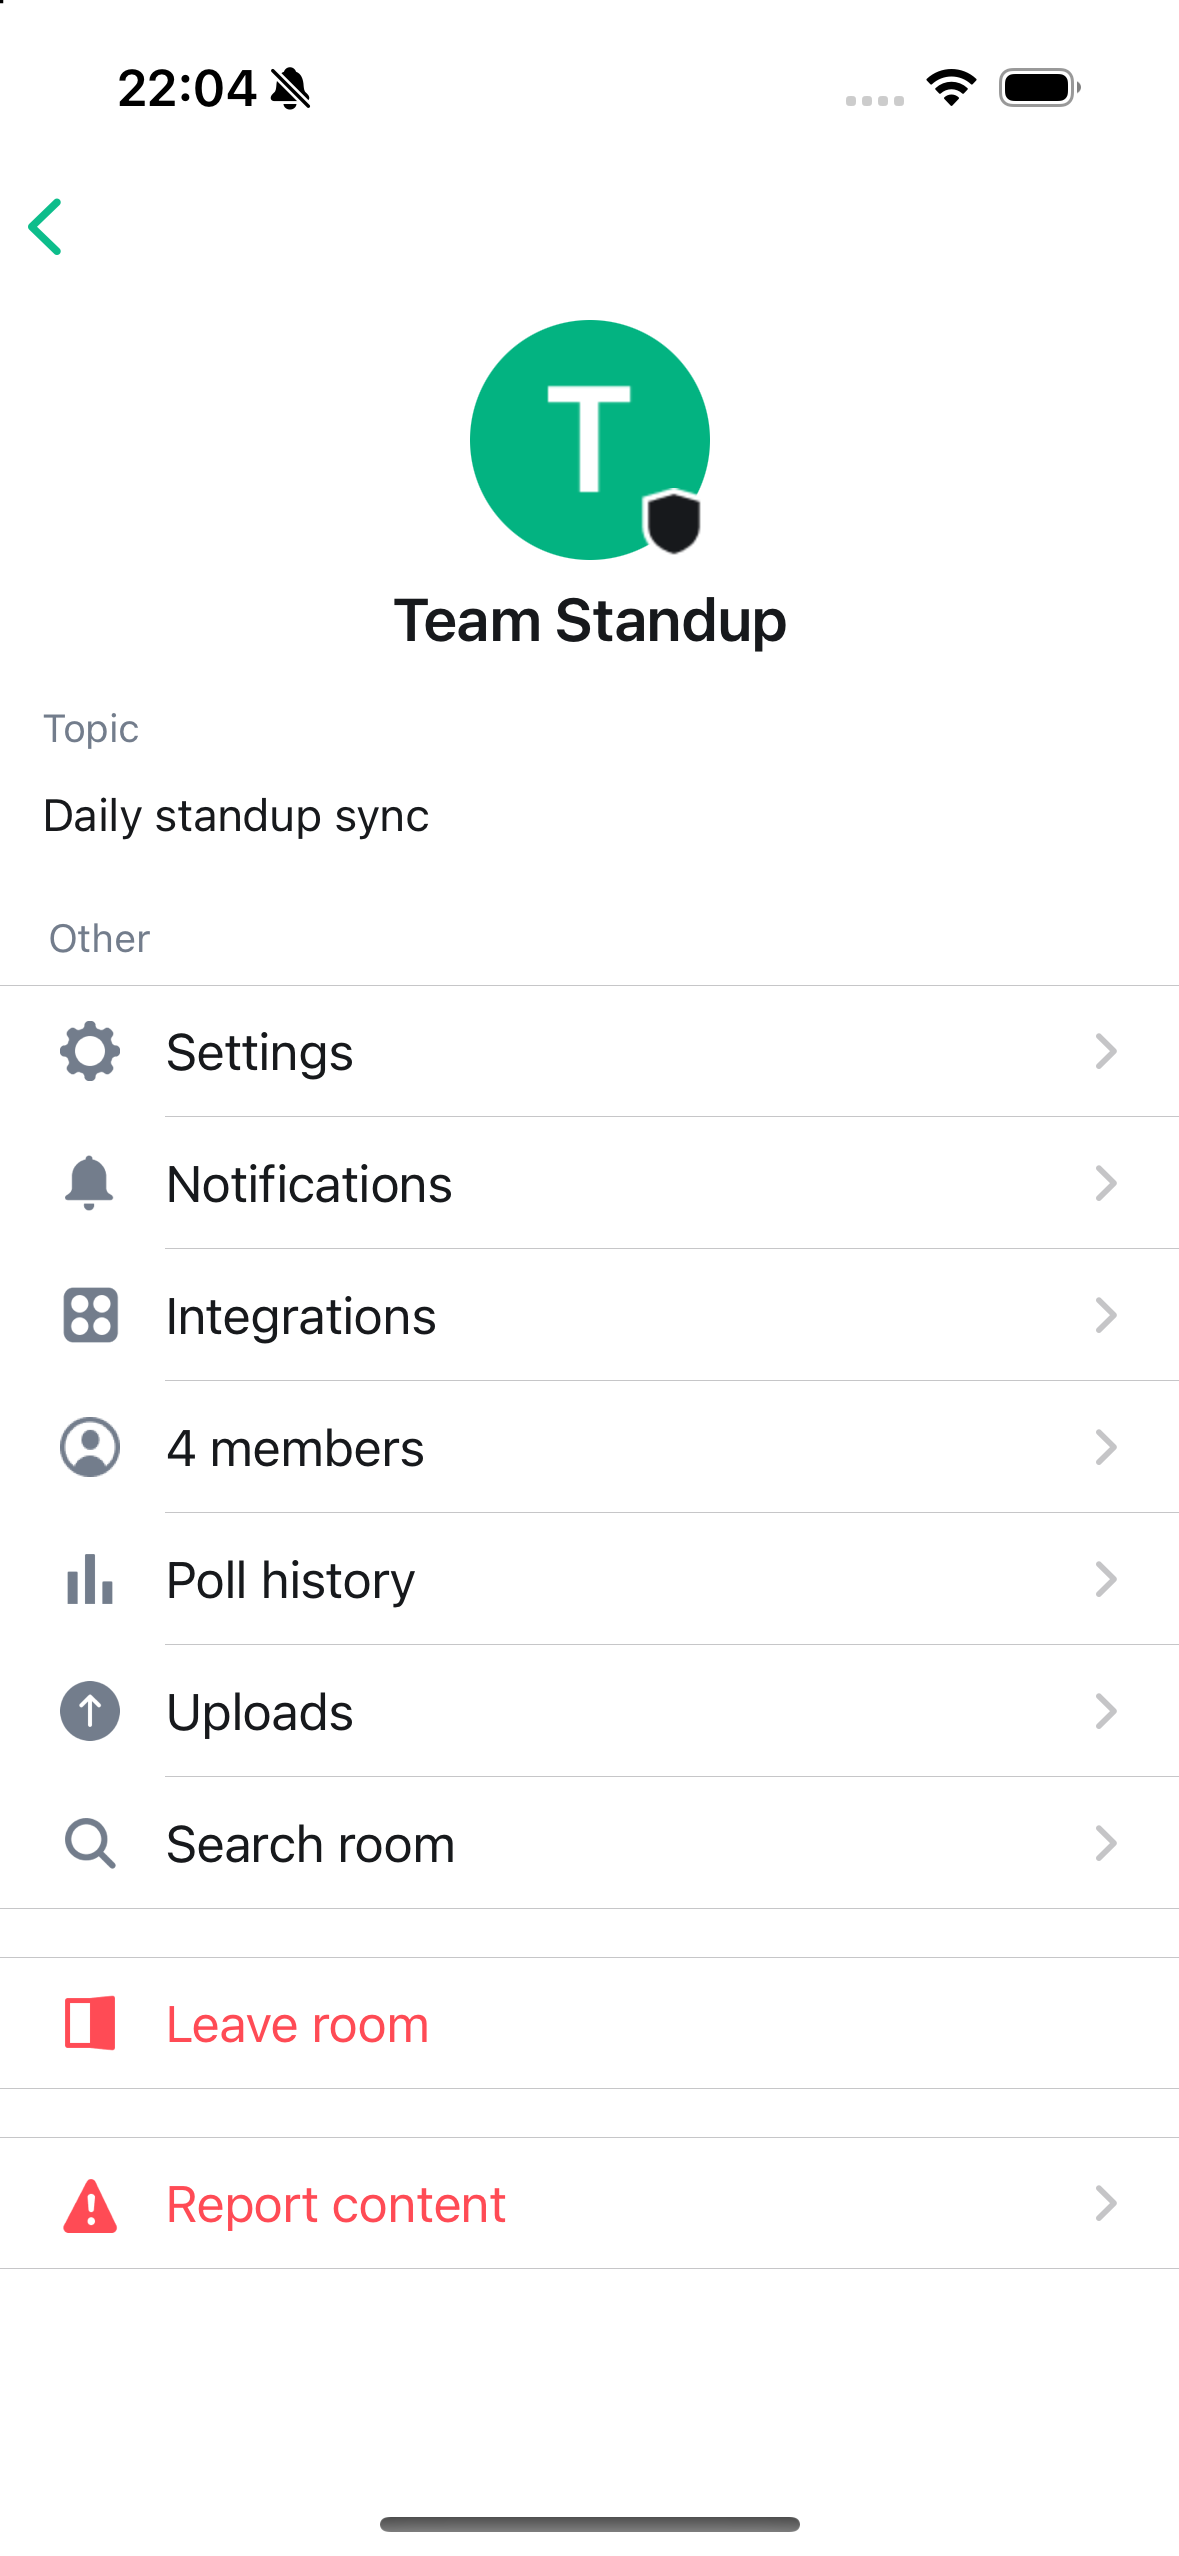 22:04
T
Team Standup
Topic
Daily standup sync
Other
Settings
Notifications
Integrations
4 members
Poll history
Uploads
Search room
Leave room
Report content